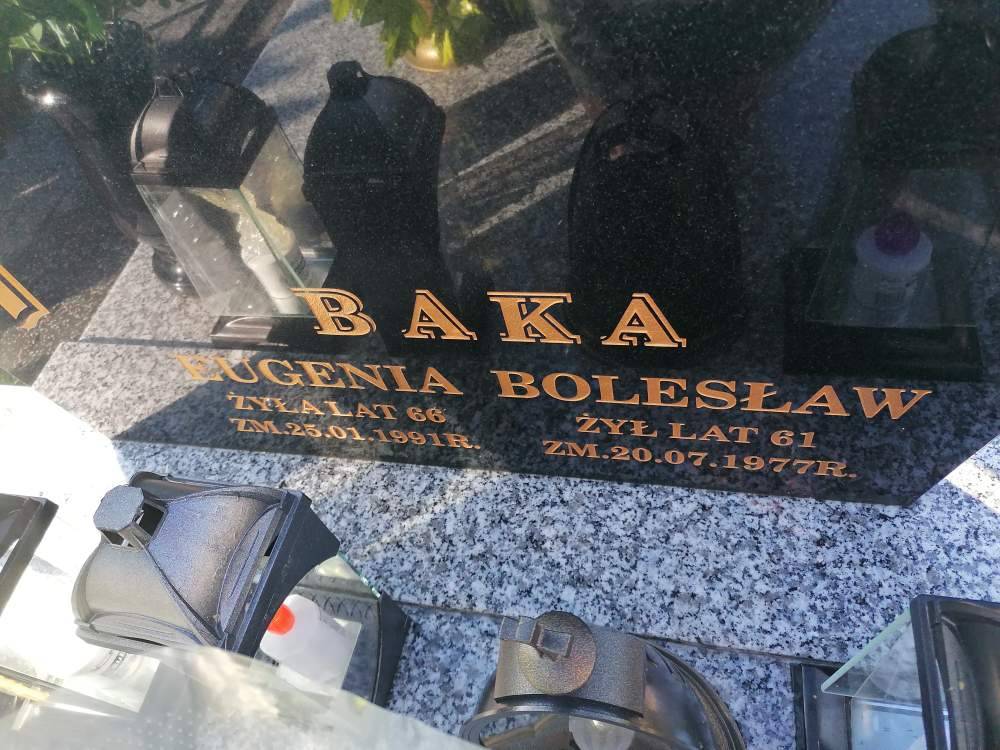 BAKA
EUGENIA BOLESŁAW
ŻYŁA LAT 66
ZM.25.01.1991R.
ŻYŁ LAT 61
ZM.20.07.1977R.